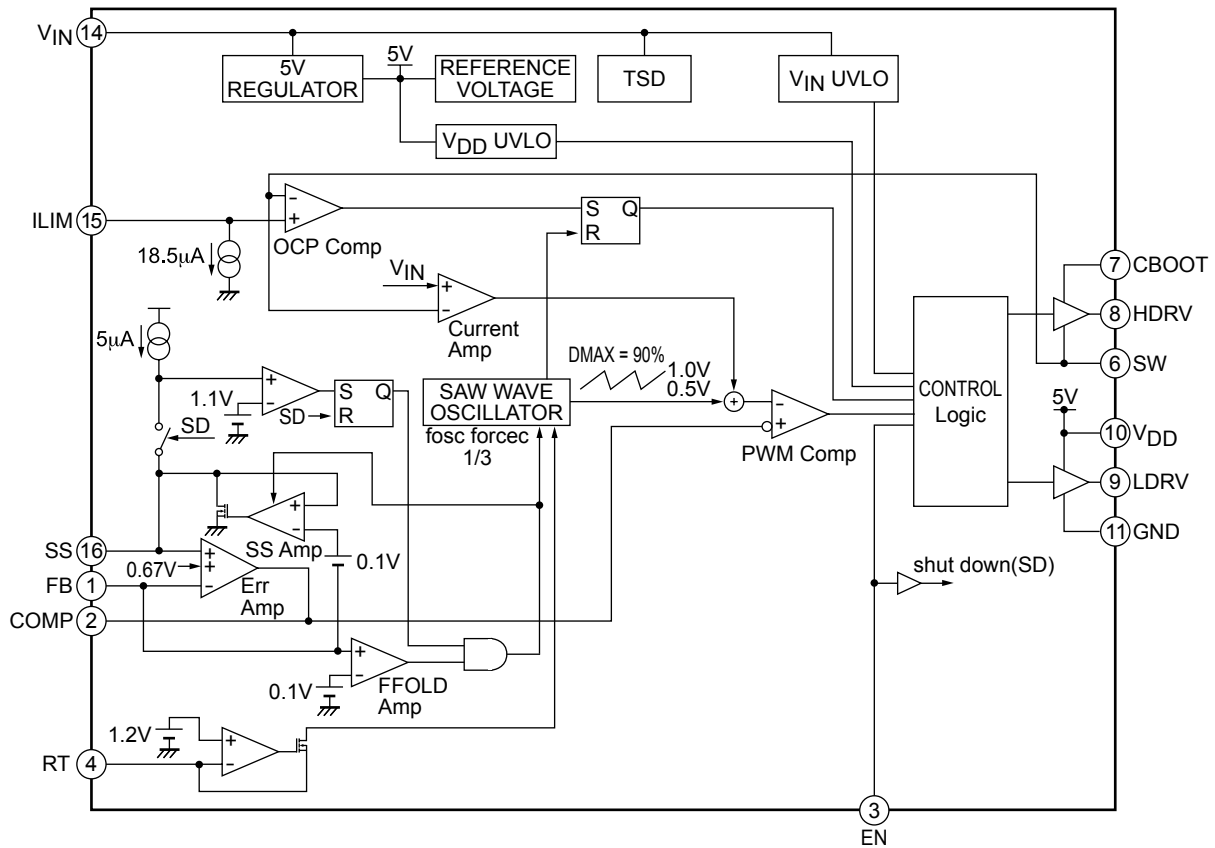 VIN 14
5V
REGULATOR
5V
REFERENCE
VOLTAGE
TSD
VIN UVLO
VDD UVLO
ILIM 15
18.5μA
-
+
OCP Comp
S Q
R
VIN
+
-
Current
Amp
5μA
1.1V
+
-
SD
S Q
R
SD
SAW WAVE
OSCILLATOR
fosc forcec
1/3
DMAX = 90%
1.0V
0.5V
+
-
+
PWM Comp
CONTROL
Logic
7 CBOOT
8 HDRV
6 SW
5V
10 VDD
9 LDRV
11 GND
+
-
SS Amp
0.1V
SS 16
0.67V
FB 1
+
+
-
Err
Amp
COMP 2
shut down(SD)
+
-
0.1V
FFOLD
Amp
1.2V
+
-
RT 4
3
EN